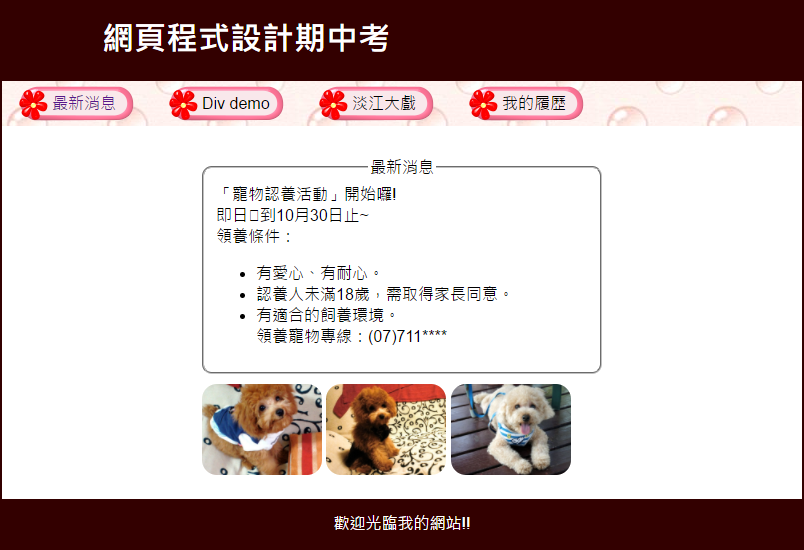 網頁程式設計期中考
最新消息 Div demo 淡江大戲 我的履歷
最新消息
「寵物認養活動」開始囉!
即日到10月30日止~
領養條件：
有愛心、有耐心。
認養人未滿18歲，需取得家長同意。
有適合的飼養環境。
領養寵物專線：(07)711****
歡迎光臨我的網站!!